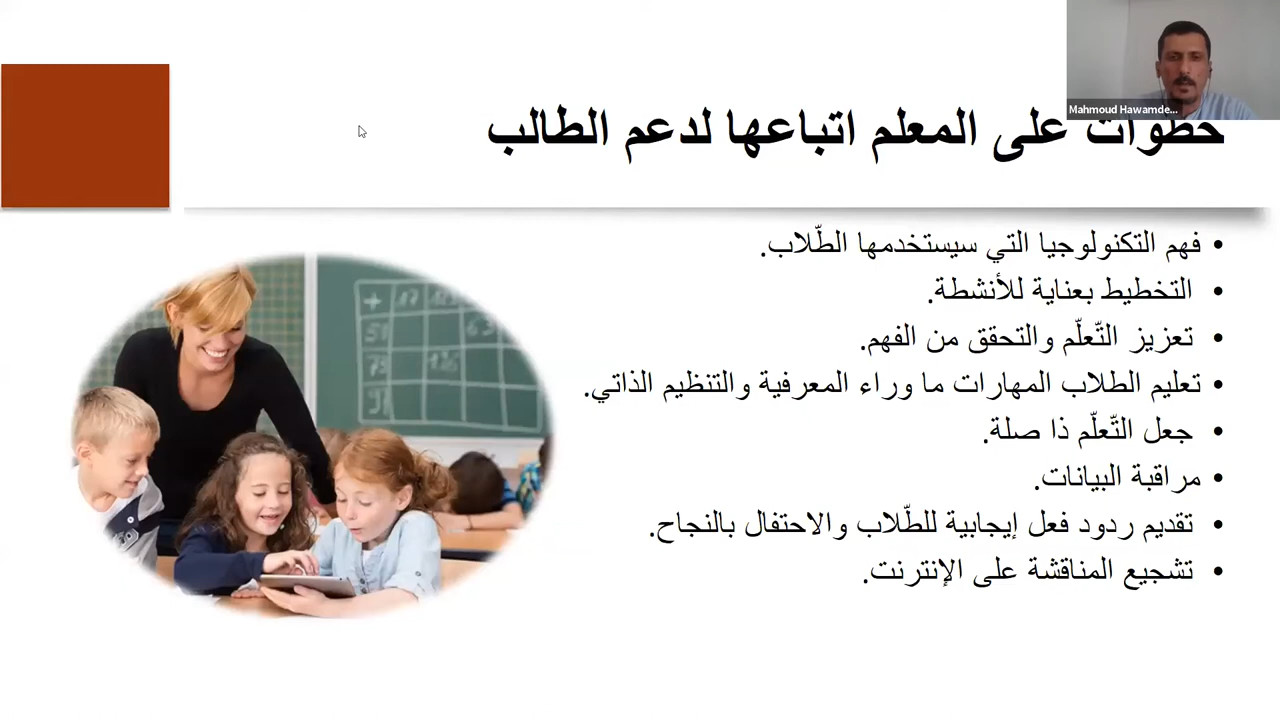 Mahmoud Hawamde...
خطوات على المعلم اتباعها لدعم الطالب
• فهم التكنولوجيا التي سيستخدمها الطّلاب.
• التخطيط بعناية للأنشطة.
• تعزيز التّعلّم والتحقق من الفهم.
• تعليم الطلاب المهارات ما وراء المعرفية والتنظيم الذاتي.
• جعل التّعلّم ذا صلة.
• مراقبة البيانات.
• تقديم ردود فعل إيجابية للطّلاب والاحتفال بالنجاح.
• تشجيع المناقشة على الإنترنت.